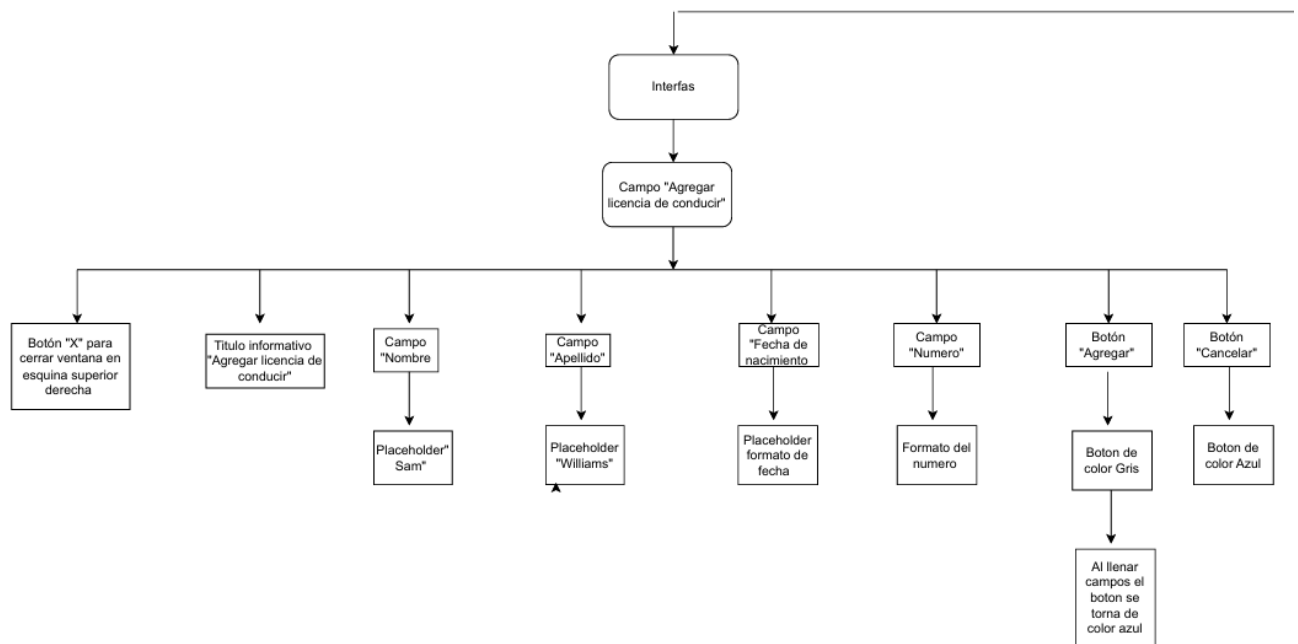 Interfas
Campo "Agregar
licencia de conducir"
Botón "X" para
cerrar ventana en
esquina superior
derecha
Titulo informativo
"Agregar licencia de
conducir"
Campo
"Nombre
Campo
"Apellido"
Campo
"Fecha de
nacimiento
Campo
"Numero"
Botón
"Agregar"
Botón
"Cancelar"
Placeholder"
Sam"
Placeholder
"Williams"
Placeholder
formato de
fecha
Formato del
numero
Boton de
color Gris
Boton de
color Azul
Al llenar
campos el
boton se
torna de
color azul